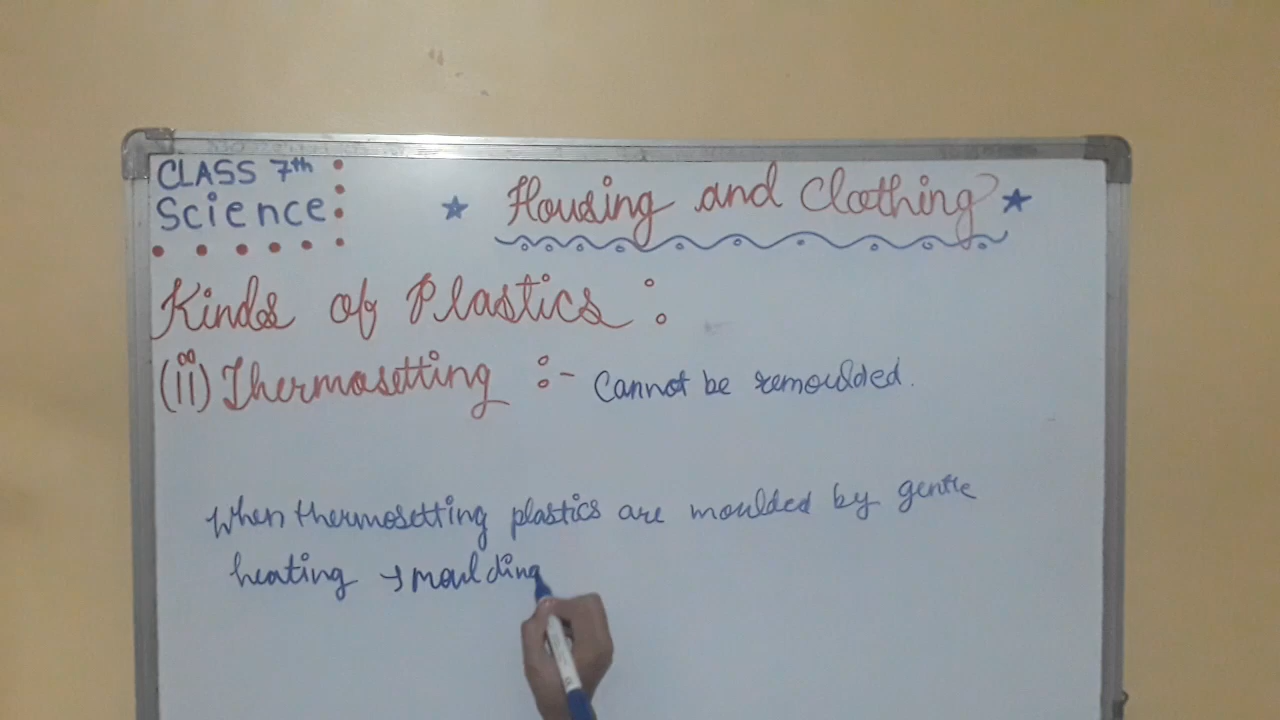 CLASS 7th
Science
Housing and Clothing
Kinds of Plastics :
(ii) Thermosetting :- Cannot be remoulded.
When thermosetting plastics are moulded by gentle
heating → moulding